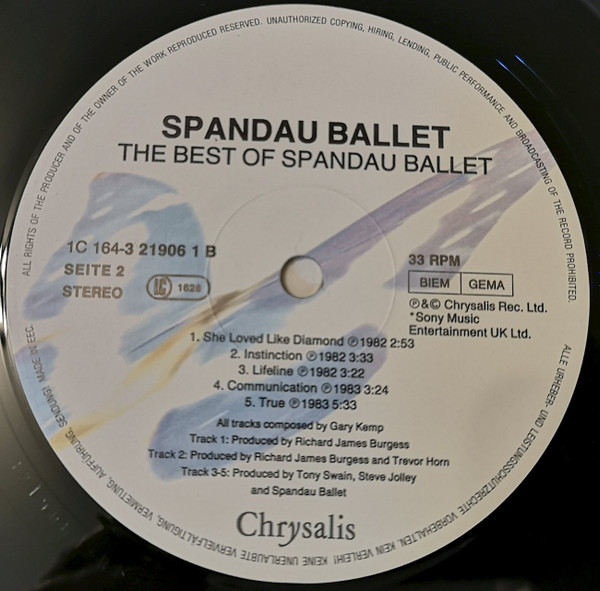 ALL RIGHTS OF THE PRODUCER AND OF THE OWNER OF THE WORK REPRODUCED RESERVED. UNAUTHORIZED COPYING, HIRING, LENDING, PUBLIC PERFORMANCE AND BROADCASTING OF THE RECORD PROHIBITED.
SPANDAU BALLET
THE BEST OF SPANDAU BALLET
1C 164-3 21906 1 B
SEITE 2
STEREO
LC 1626
33 RPM
BIEM GEMA
℗&© Chrysalis Rec. Ltd.
*Sony Music
Entertainment UK Ltd.
1. She Loved Like Diamond ℗1982 2:53
2. Instinction ℗1982 3:33
3. Lifeline ℗1982 3:22
4. Communication ℗1983 3:24
5. True ℗1983 5:33
All tracks composed by Gary Kemp
Track 1: Produced by Richard James Burgess
Track 2: Produced by Richard James Burgess and Trevor Horn
Track 3-5: Produced by Tony Swain, Steve Jolley
and Spandau Ballet
Chrysalis
ALLE URHEBER- UND LEISTUNGSSCHUTZRECHTE VORBEHALTEN. KEIN VERLEIH! KEINE UNERLAUBTE VERVIELFÄLTIGUNG, VERMIETUNG, AUFFÜHRUNG, SENDUNG! MADE IN EEC.